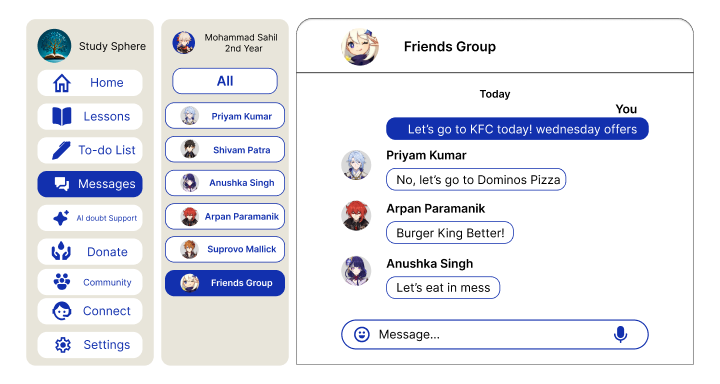 Study Sphere
Home
Lessons
To-do List
Messages
AI doubt Support
Donate
Community
Connect
Settings
Mohammad Sahil
2nd Year
All
Priyam Kumar
Shivam Patra
Anushka Singh
Arpan Paramanik
Suprovo Mallick
Friends Group
Friends Group
Today
You
Let's go to KFC today! wednesday offers
Priyam Kumar
No, let's go to Dominos Pizza
Arpan Paramanik
Burger King Better!
Anushka Singh
Let's eat in mess
Message...